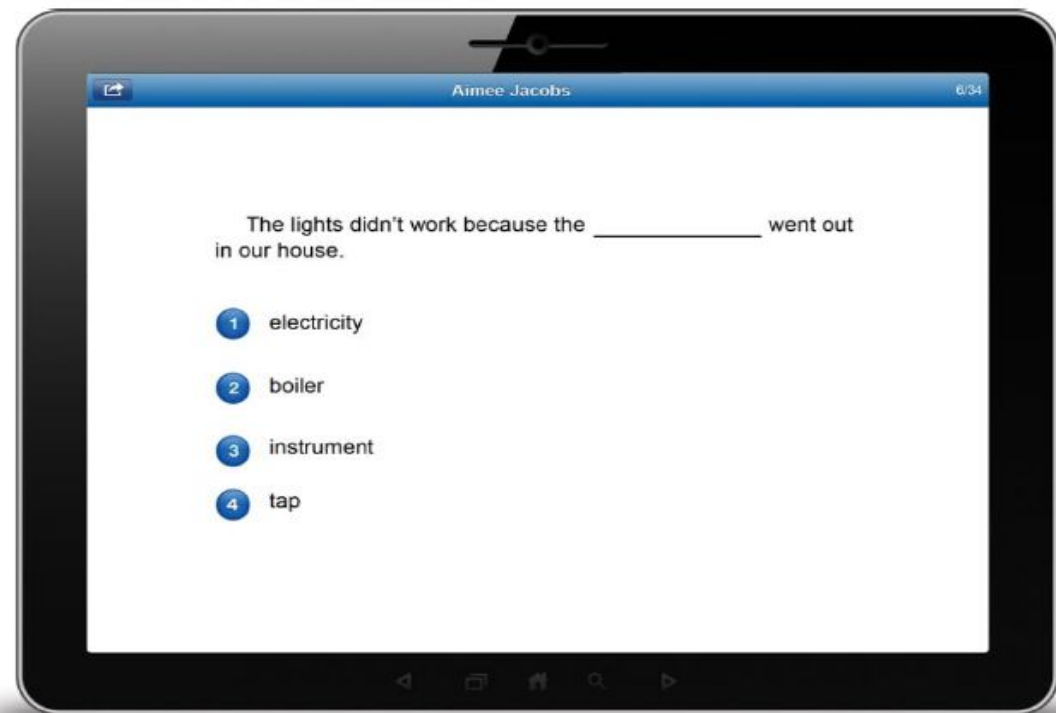 Aimee Jacobs 6/34
The lights didn't work because the ______________ went out
in our house.
1 electricity
2 boiler
3 instrument
4 tap